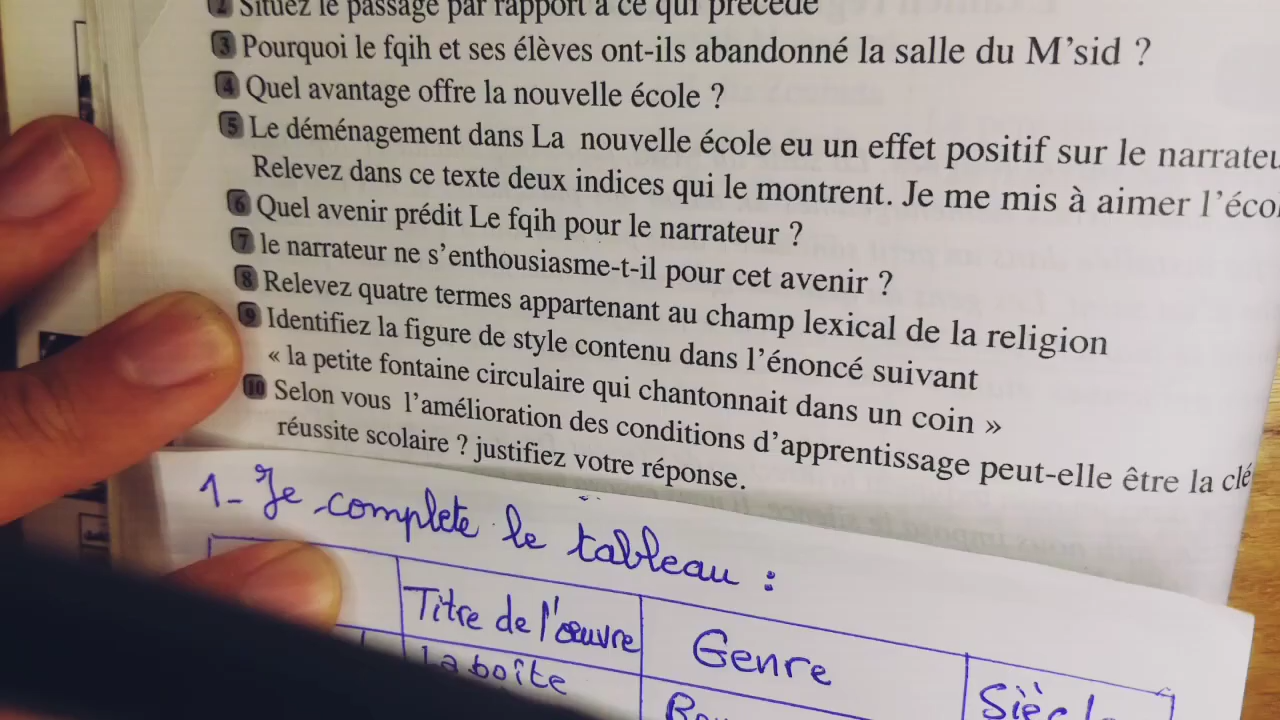 2 Situez le passage par rapport à ce qui précède
3 Pourquoi le fqih et ses élèves ont-ils abandonné la salle du M'sid ?
4 Quel avantage offre la nouvelle école ?
5 Le déménagement dans La nouvelle école eu un effet positif sur le
Relevez dans ce texte deux indices qui le montrent. Je me mis à aimer
6 Quel avenir prédit Le fqih pour le narrateur ?
7 le narrateur ne s'enthousiasme-t-il pour cet avenir ?
8 Relevez quatre termes appartenant au champ lexical de la religion
9 Identifiez la figure de style contenu dans l'énoncé suivant
« la petite fontaine circulaire qui chantonnait dans un coin »
10 Selon vous l'amélioration des conditions d'apprentissage peut-elle être la clé
réussite scolaire ? justifiez votre réponse.
1- Je complete le tableau :
Titre de l'œuvre
Genre
La boîte